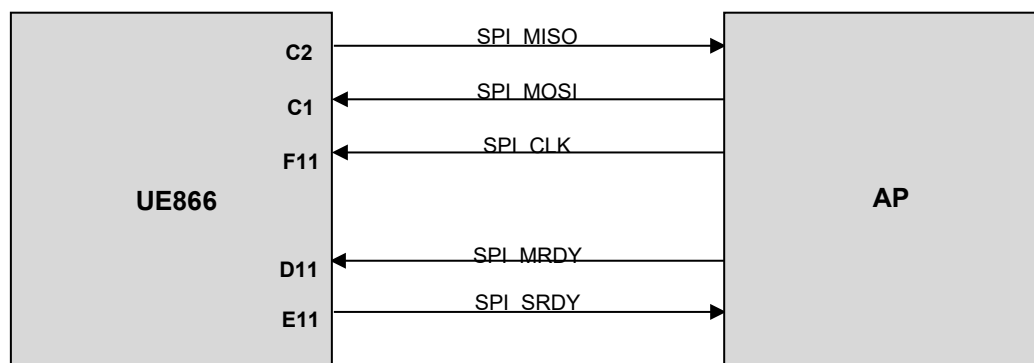 C2
SPI_MISO
C1
SPI_MOSI
F11
SPI_CLK
UE866
AP
D11
SPI_MRDY
E11
SPI_SRDY